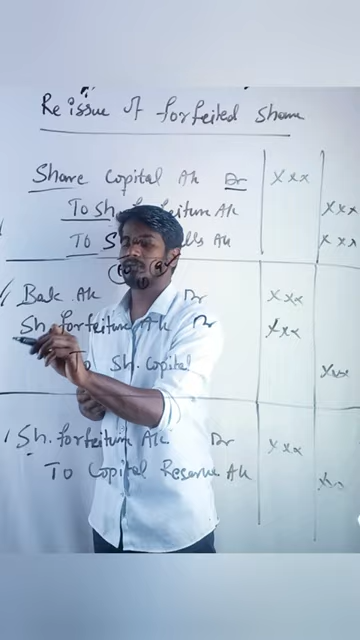 Re issue of forfeited Share
Share Capital A/c Dr xxx
To Sh forfeiture A/c xxx
To S lls A/c xxx
Bank A/c Dr xxx
Sh. forfeiture A/c Dr xxx
To Sh. Capital xxx
Sh. forfeiture A/c Dr xxx
To Capital Reserve A/c xxx